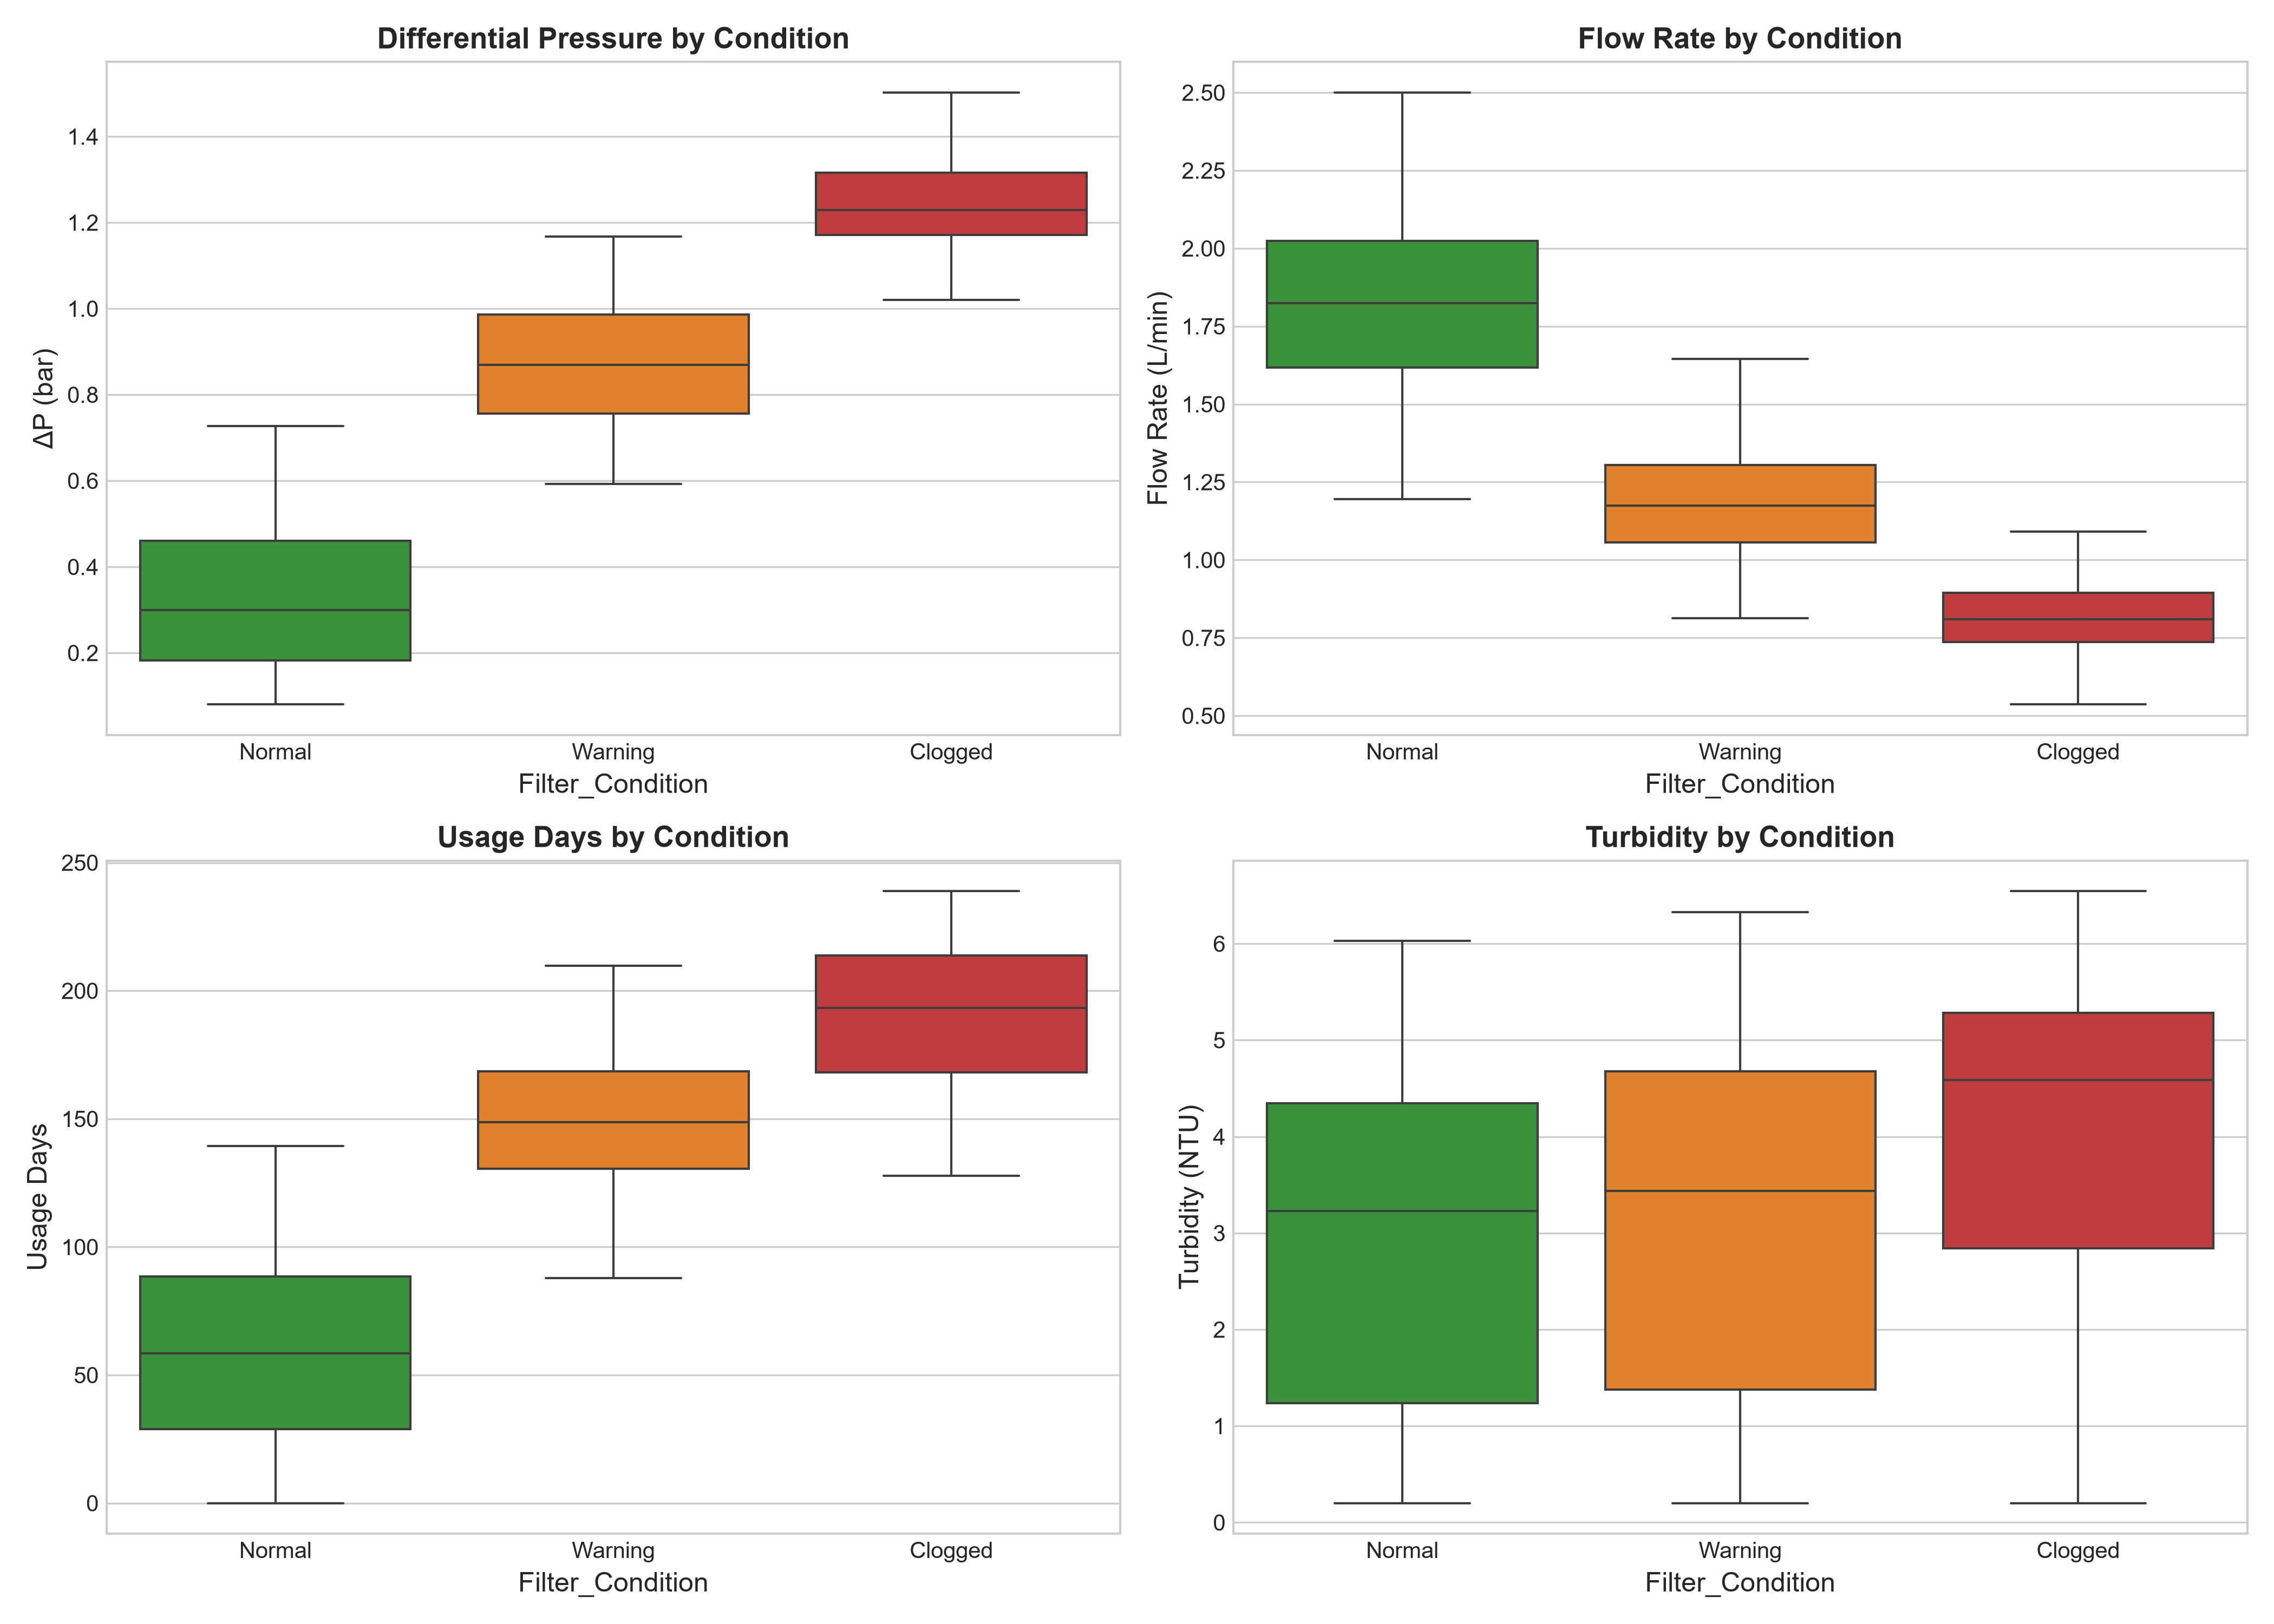 Differential Pressure by Condition
ΔP (bar)
1.4
1.2
1.0
0.8
0.6
0.4
0.2
Normal Warning Clogged
Filter_Condition
Flow Rate by Condition
Flow Rate (L/min)
2.50
2.25
2.00
1.75
1.50
1.25
1.00
0.75
0.50
Normal Warning Clogged
Filter_Condition
Usage Days by Condition
Usage Days
250
200
150
100
50
0
Normal Warning Clogged
Filter_Condition
Turbidity by Condition
Turbidity (NTU)
6
5
4
3
2
1
0
Normal Warning Clogged
Filter_Condition